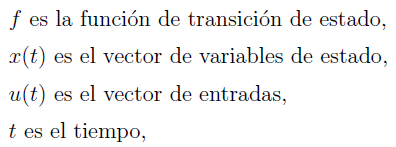 f es la función de transición de estado,
x(t) es el vector de variables de estado,
u(t) es el vector de entradas,
t es el tiempo,